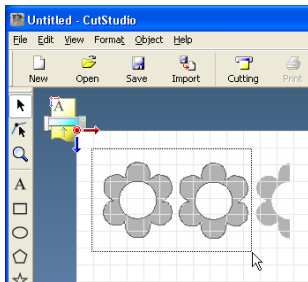 Untitled - CutStudio
File Edit View Format Object Help
New Open Save Import Cutting Print
A
A